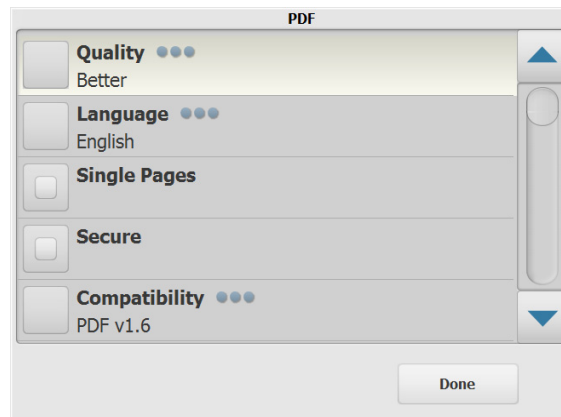 PDF
Quality
Better
Language
English
Single Pages
Secure
Compatibility
PDF v1.6
Done